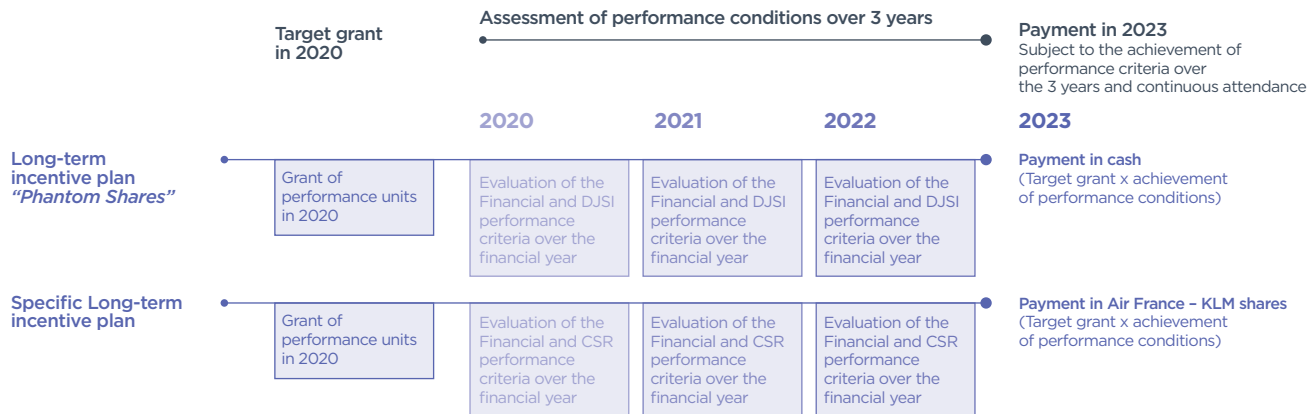 Target grant
in 2020
Assessment of performance conditions over 3 years
Payment in 2023
Subject to the achievement of
performance criteria over
the 3 years and continuous attendance
2020
2021
2022
2023
Long-term
incentive plan
“Phantom Shares”
Grant of
performance units
in 2020
Evaluation of the
Financial and DJSI
performance
criteria over the
financial year
Evaluation of the
Financial and DJSI
performance
criteria over the
financial year
Evaluation of the
Financial and DJSI
performance
criteria over the
financial year
Payment in cash
(Target grant x achievement
of performance conditions)
Specific Long-term
incentive plan
Grant of
performance units
in 2020
Evaluation of the
Financial and CSR
performance
criteria over the
financial year
Evaluation of the
Financial and CSR
performance
criteria over the
financial year
Evaluation of the
Financial and CSR
performance
criteria over the
financial year
Payment in Air France – KLM shares
(Target grant x achievement
of performance conditions)